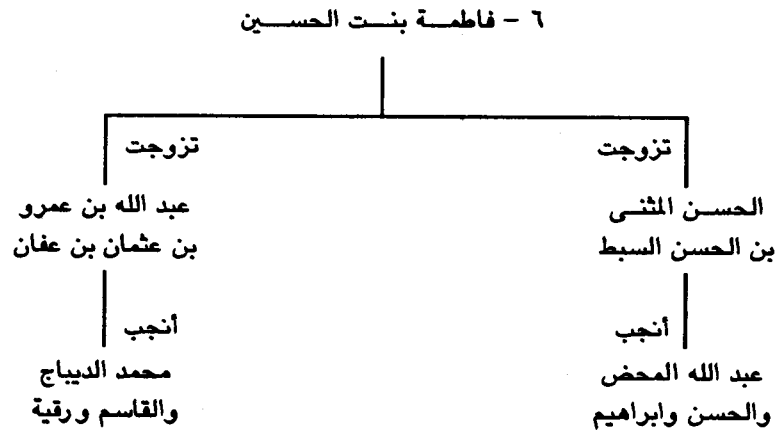 ٦ - فاطمة بنت الحسين
تزوجت
تزوجت
الحسن المثنى
بن الحسن السبط
عبد الله بن عمرو
بن عثمان بن عفان
أنجب
أنجب
عبد الله المحض
والحسن وابراهيم
محمد الديباج
والقاسم ورقية